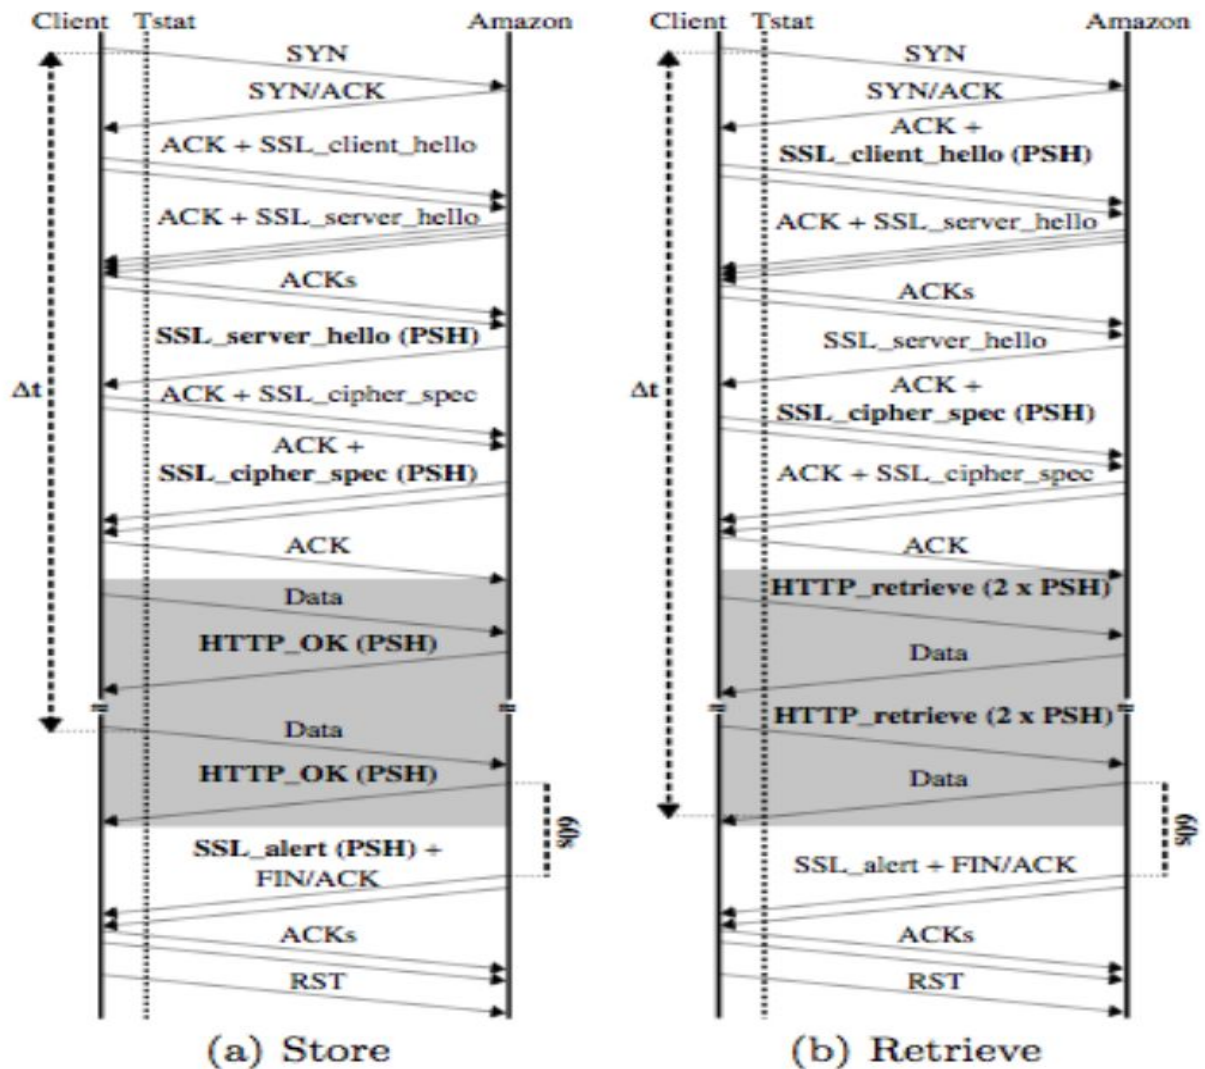 Client Tstat Amazon
SYN
SYN/ACK
ACK + SSL_client_hello
ACK + SSL_server_hello
ACKs
SSL_server_hello (PSH)
Δt
ACK + SSL_cipher_spec
ACK +
SSL_cipher_spec (PSH)
ACK
Data
HTTP_OK (PSH)
Data
HTTP_OK (PSH)
60s
SSL_alert (PSH) +
FIN/ACK
ACKs
RST
(a) Store
Client Tstat Amazon
SYN
SYN/ACK
ACK +
SSL_client_hello (PSH)
ACK + SSL_server_hello
ACKs
SSL_server_hello
Δt
ACK +
SSL_cipher_spec (PSH)
ACK + SSL_cipher_spec
ACK
HTTP_retrieve (2 x PSH)
Data
HTTP_retrieve (2 x PSH)
Data
60s
SSL_alert + FIN/ACK
ACKs
RST
(b) Retrieve